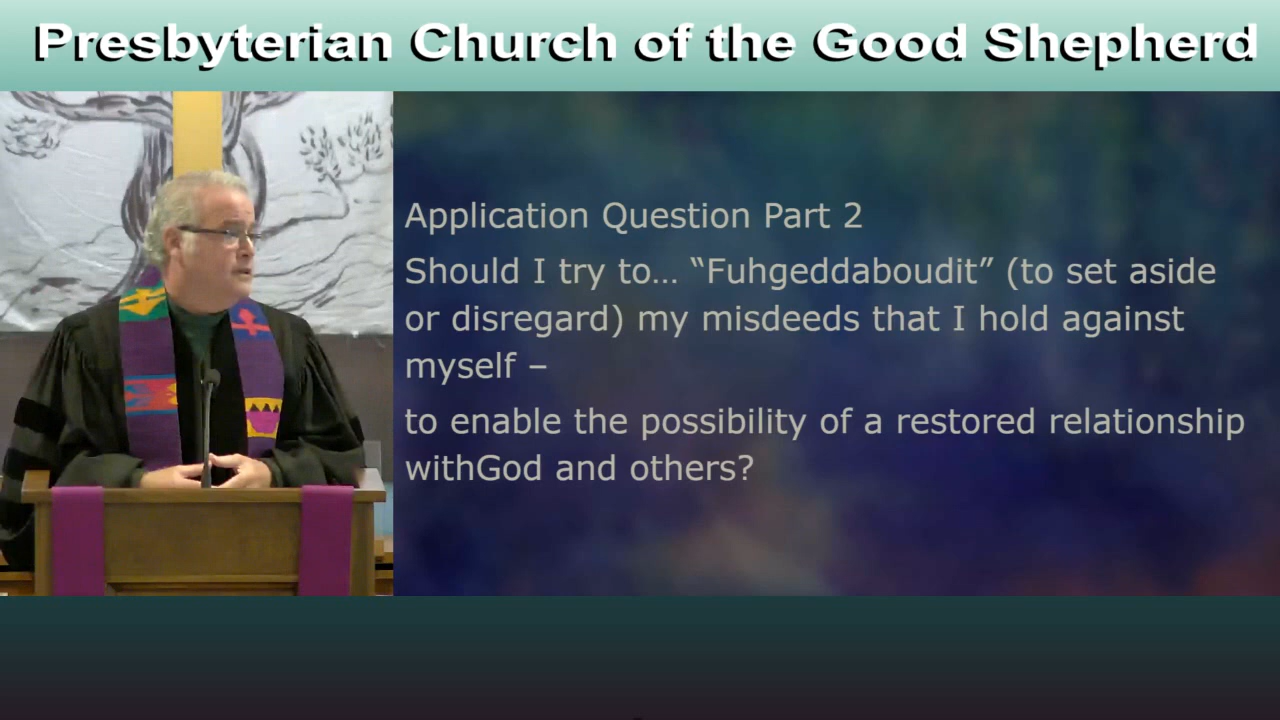 Presbyterian Church of the Good Shepherd
Application Question Part 2
Should I try to… “Fuhgeddaboudit” (to set aside
or disregard) my misdeeds that I hold against
myself –
to enable the possibility of a restored relationship
withGod and others?